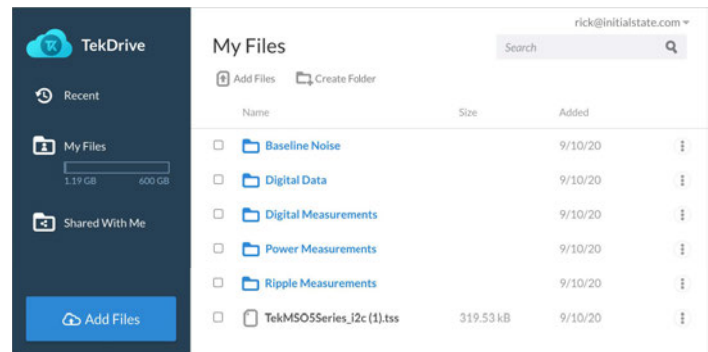 TekDrive
Recent
My Files
1.19 GB 600 GB
Shared With Me
Add Files
rick@initialstate.com
My Files
Search
Add Files Create Folder
Name Size Added
Baseline Noise 9/10/20
Digital Data 9/10/20
Digital Measurements 9/10/20
Power Measurements 9/10/20
Ripple Measurements 9/10/20
TekMSO5Series_i2c (1).tss 319.53 kB 9/10/20